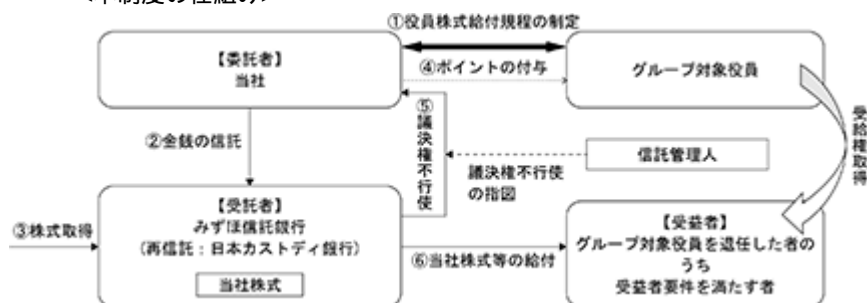 ①役員株式給付規程の制定
【委託者】
当社
④ポイントの付与
グループ対象役員
②金銭の信託
⑤議決権不行使
議決権不行使
の指図
信託管理人
受益権取得
③株式取得
【受託者】
みずほ信託銀行
(再信託：日本カストディ銀行)
当社株式
⑥当社株式等の給付
【受益者】
グループ対象役員を退任した者の
うち
受益者要件を満たす者